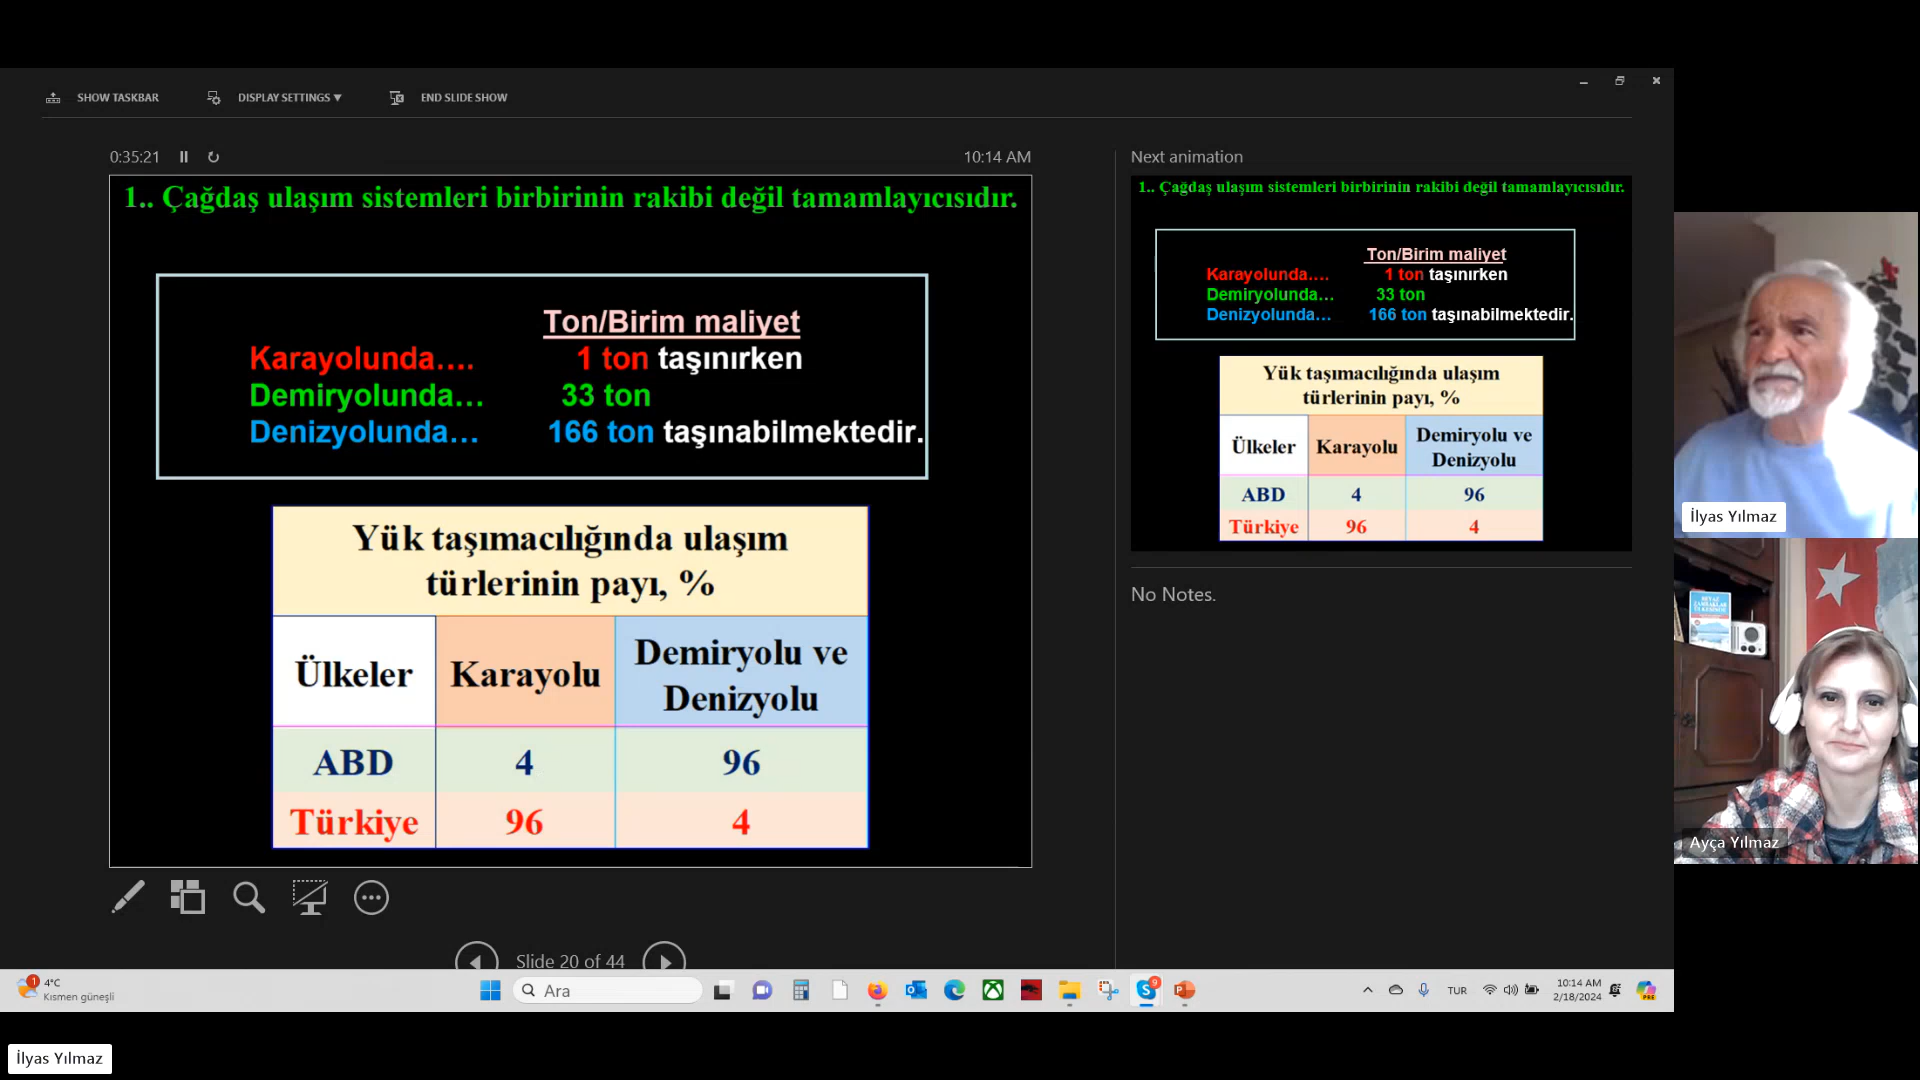 SHOW TASKBAR DISPLAY SETTINGS ▾ END SLIDE SHOW
0:35:21 10:14 AM
1.. Çağdaş ulaşım sistemleri birbirinin rakibi değil tamamlayıcısıdır.
Ton/Birim maliyet
Karayolunda…. 1 ton taşınırken
Demiryolunda… 33 ton
Denizyolunda… 166 ton taşınabilmektedir.
Yük taşımacılığında ulaşım
türlerinin payı, %
Ülkeler Karayolu Demiryolu ve
Denizyolu
ABD 4 96
Türkiye 96 4
Slide 20 of 44
Next animation
1.. Çağdaş ulaşım sistemleri birbirinin rakibi değil tamamlayıcısıdır.
Ton/Birim maliyet
Karayolunda…. 1 ton taşınırken
Demiryolunda… 33 ton
Denizyolunda… 166 ton taşınabilmektedir.
Yük taşımacılığında ulaşım
türlerinin payı, %
Ülkeler Karayolu Demiryolu ve
Denizyolu
ABD 4 96
Türkiye 96 4
No Notes.
İlyas Yılmaz
Ayça Yılmaz
1
4°C
Kısmen güneşli
Ara
9
TUR
10:14 AM
2/18/2024
PRE
İlyas Yılmaz